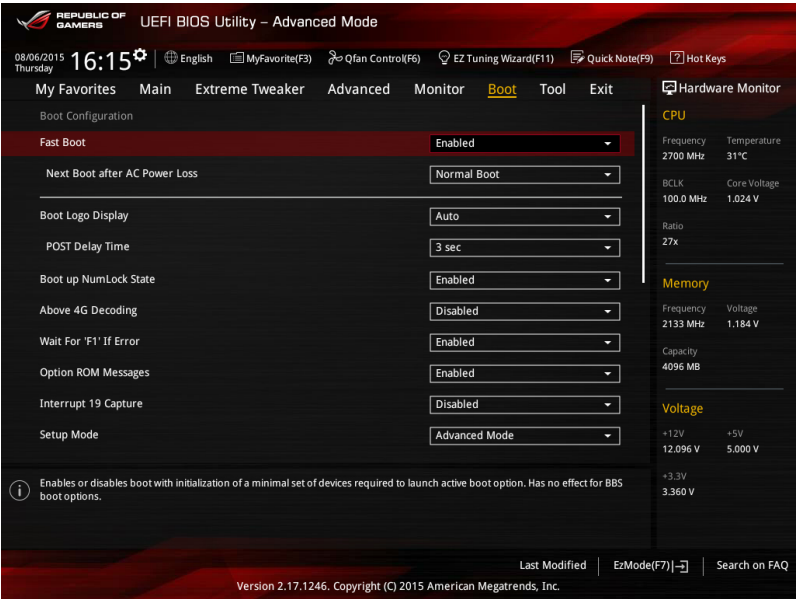 REPUBLIC OF
GAMERS
UEFI BIOS Utility – Advanced Mode
08/06/2015
Thursday
16:15
English
MyFavorite(F3)
Qfan Control(F6)
EZ Tuning Wizard(F11)
Quick Note(F9)
? Hot Keys
My Favorites Main Extreme Tweaker Advanced Monitor Boot Tool Exit
Hardware Monitor
Boot Configuration
Fast Boot Enabled
Next Boot after AC Power Loss Normal Boot
Boot Logo Display Auto
POST Delay Time 3 sec
Boot up NumLock State Enabled
Above 4G Decoding Disabled
Wait For 'F1' If Error Enabled
Option ROM Messages Enabled
Interrupt 19 Capture Disabled
Setup Mode Advanced Mode
CPU
Frequency Temperature
2700 MHz 31°C
BCLK Core Voltage
100.0 MHz 1.024 V
Ratio
27x
Memory
Frequency Voltage
2133 MHz 1.184 V
Capacity
4096 MB
Voltage
+12V +5V
12.096 V 5.000 V
+3.3V
3.360 V
i
Enables or disables boot with initialization of a minimal set of devices required to launch active boot option. Has no effect for BBS
boot options.
Last Modified
EzMode(F7)
Search on FAQ
Version 2.17.1246. Copyright (C) 2015 American Megatrends, Inc.